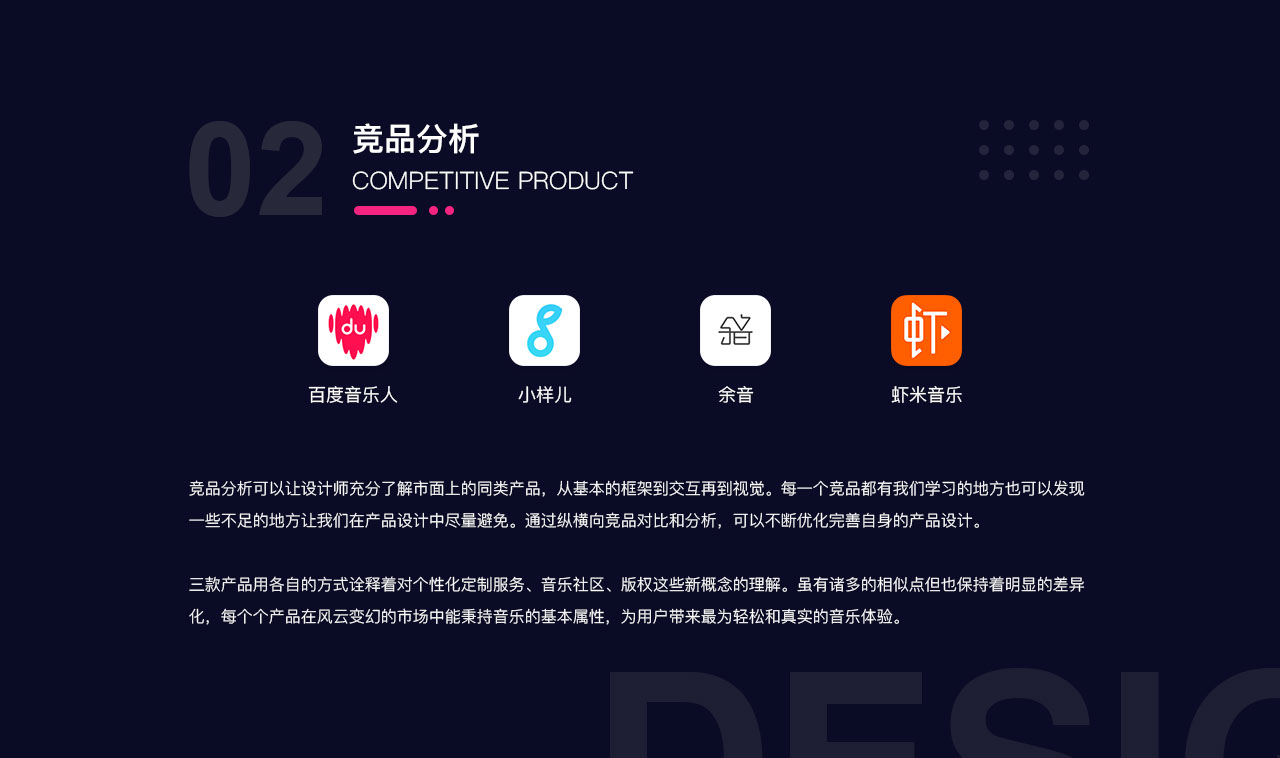 02
竞品分析
COMPETITIVE PRODUCT
du
虾
百度音乐人
小样儿
余音
虾米音乐
竞品分析可以让设计师充分了解市面上的同类产品，从基本的框架到交互再到视觉。每一个竞品都有我们学习的地方也可以发现
一些不足的地方让我们在产品设计中尽量避免。通过纵横向竞品对比和分析，可以不断优化完善自身的产品设计。
三款产品用各自的方式诠释着对个性化定制服务、音乐社区、版权这些新概念的理解。虽有诸多的相似点但也保持着明显的差异
化，每个个产品在风云变幻的市场中能秉持音乐的基本属性，为用户带来最为轻松和真实的音乐体验。
DESIG